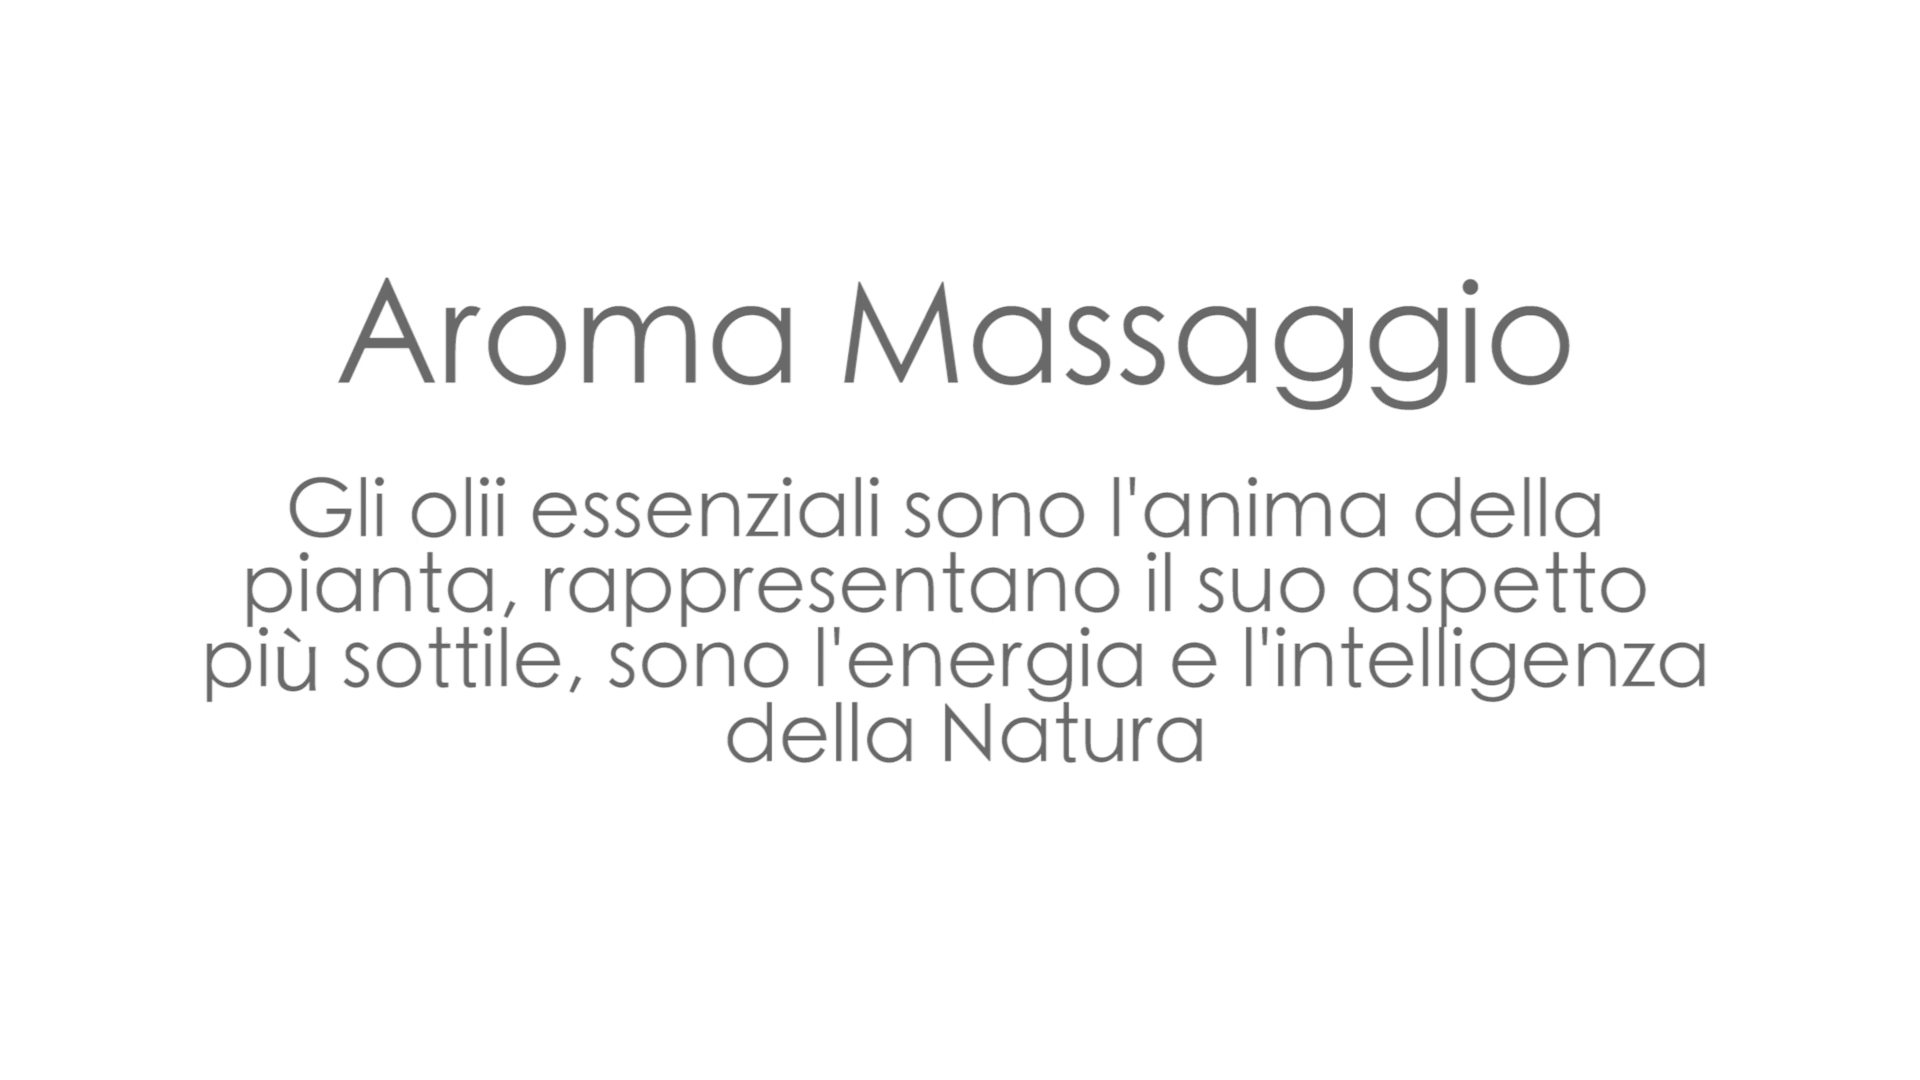 Aroma Massaggio
Gli olii essenziali sono l'anima della
pianta, rappresentano il suo aspetto
più sottile, sono l'energia e l'intelligenza
della Natura